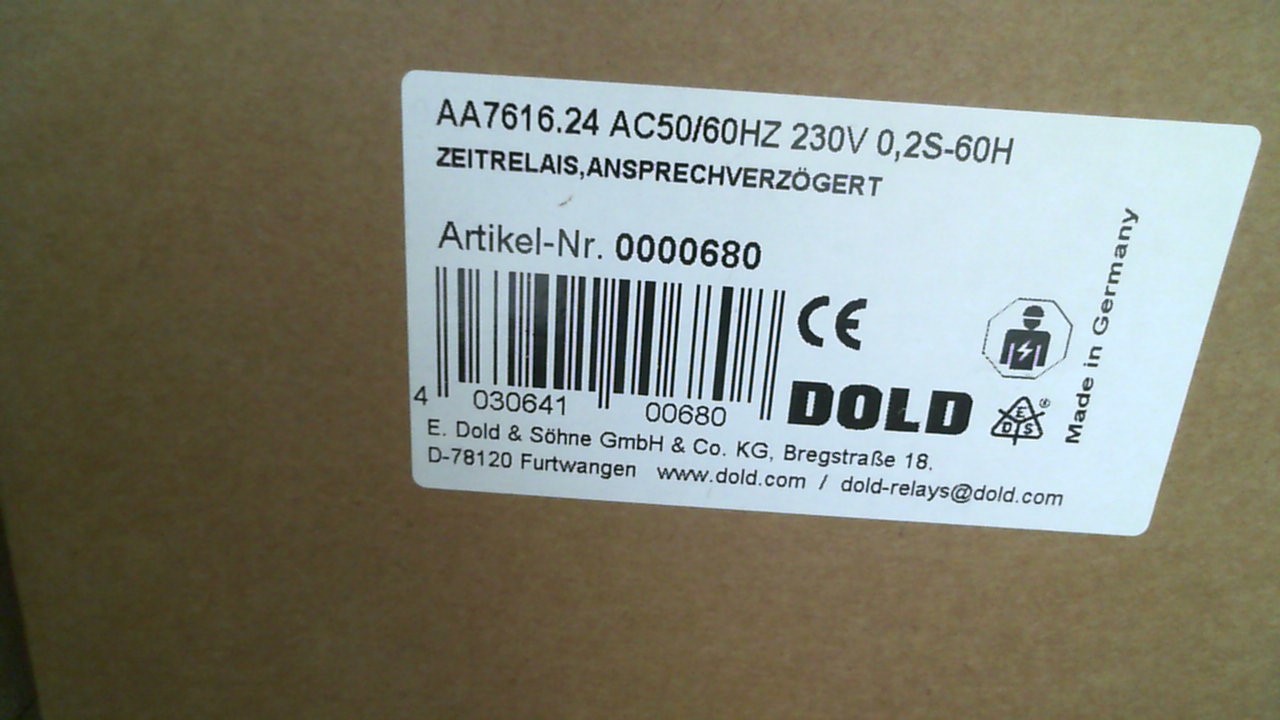 AA7616.24 AC50/60HZ 230V 0,2S-60H
ZEITRELAIS,ANSPRECHVERZÖGERT
Artikel-Nr. 0000680
4 030641 00680
CE
DOLD
E
D S
®
Made in Germany
E. Dold & Söhne GmbH & Co. KG, Bregstraße 18.
D-78120 Furtwangen www.dold.com / dold-relays@dold.com